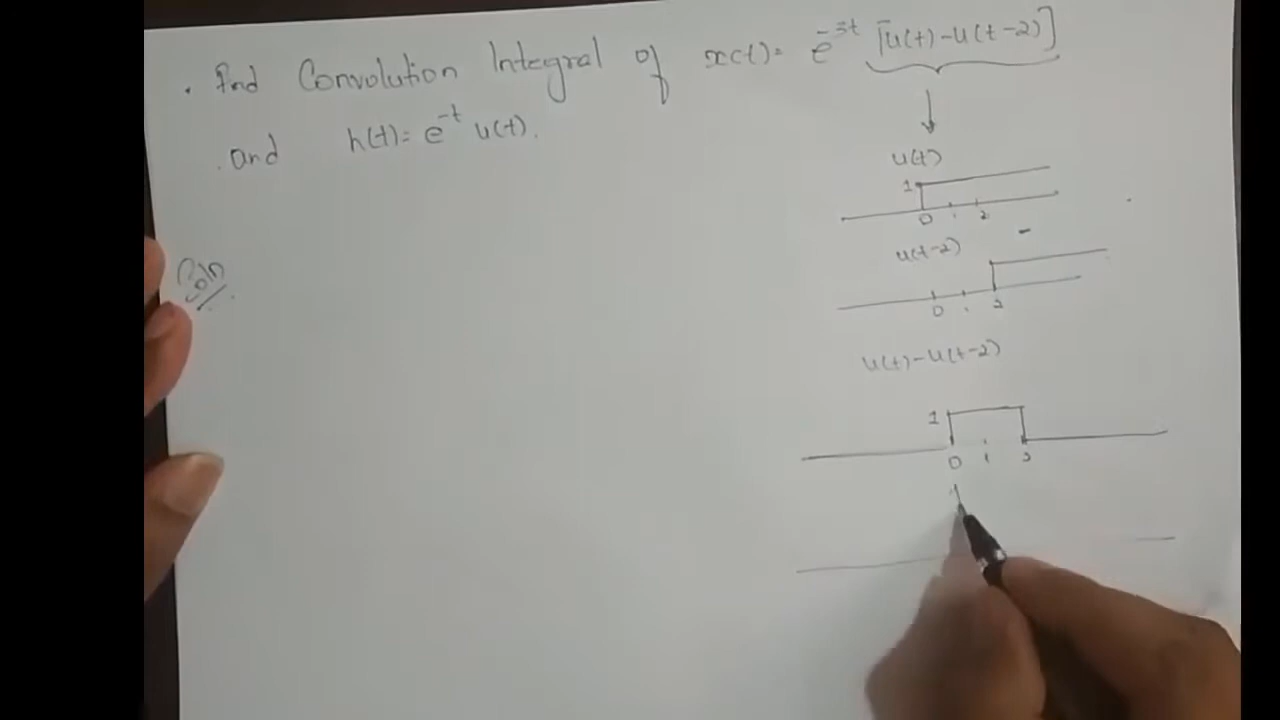 . find Convolution Integral of x(t)= e^-3t [u(t)-u(t-2)]
. and h(t)= e^-t u(t).
Soln
u(t)
1
0 1 2
u(t-2)
0 1 2
u(t)-u(t-2)
1
0 1 2